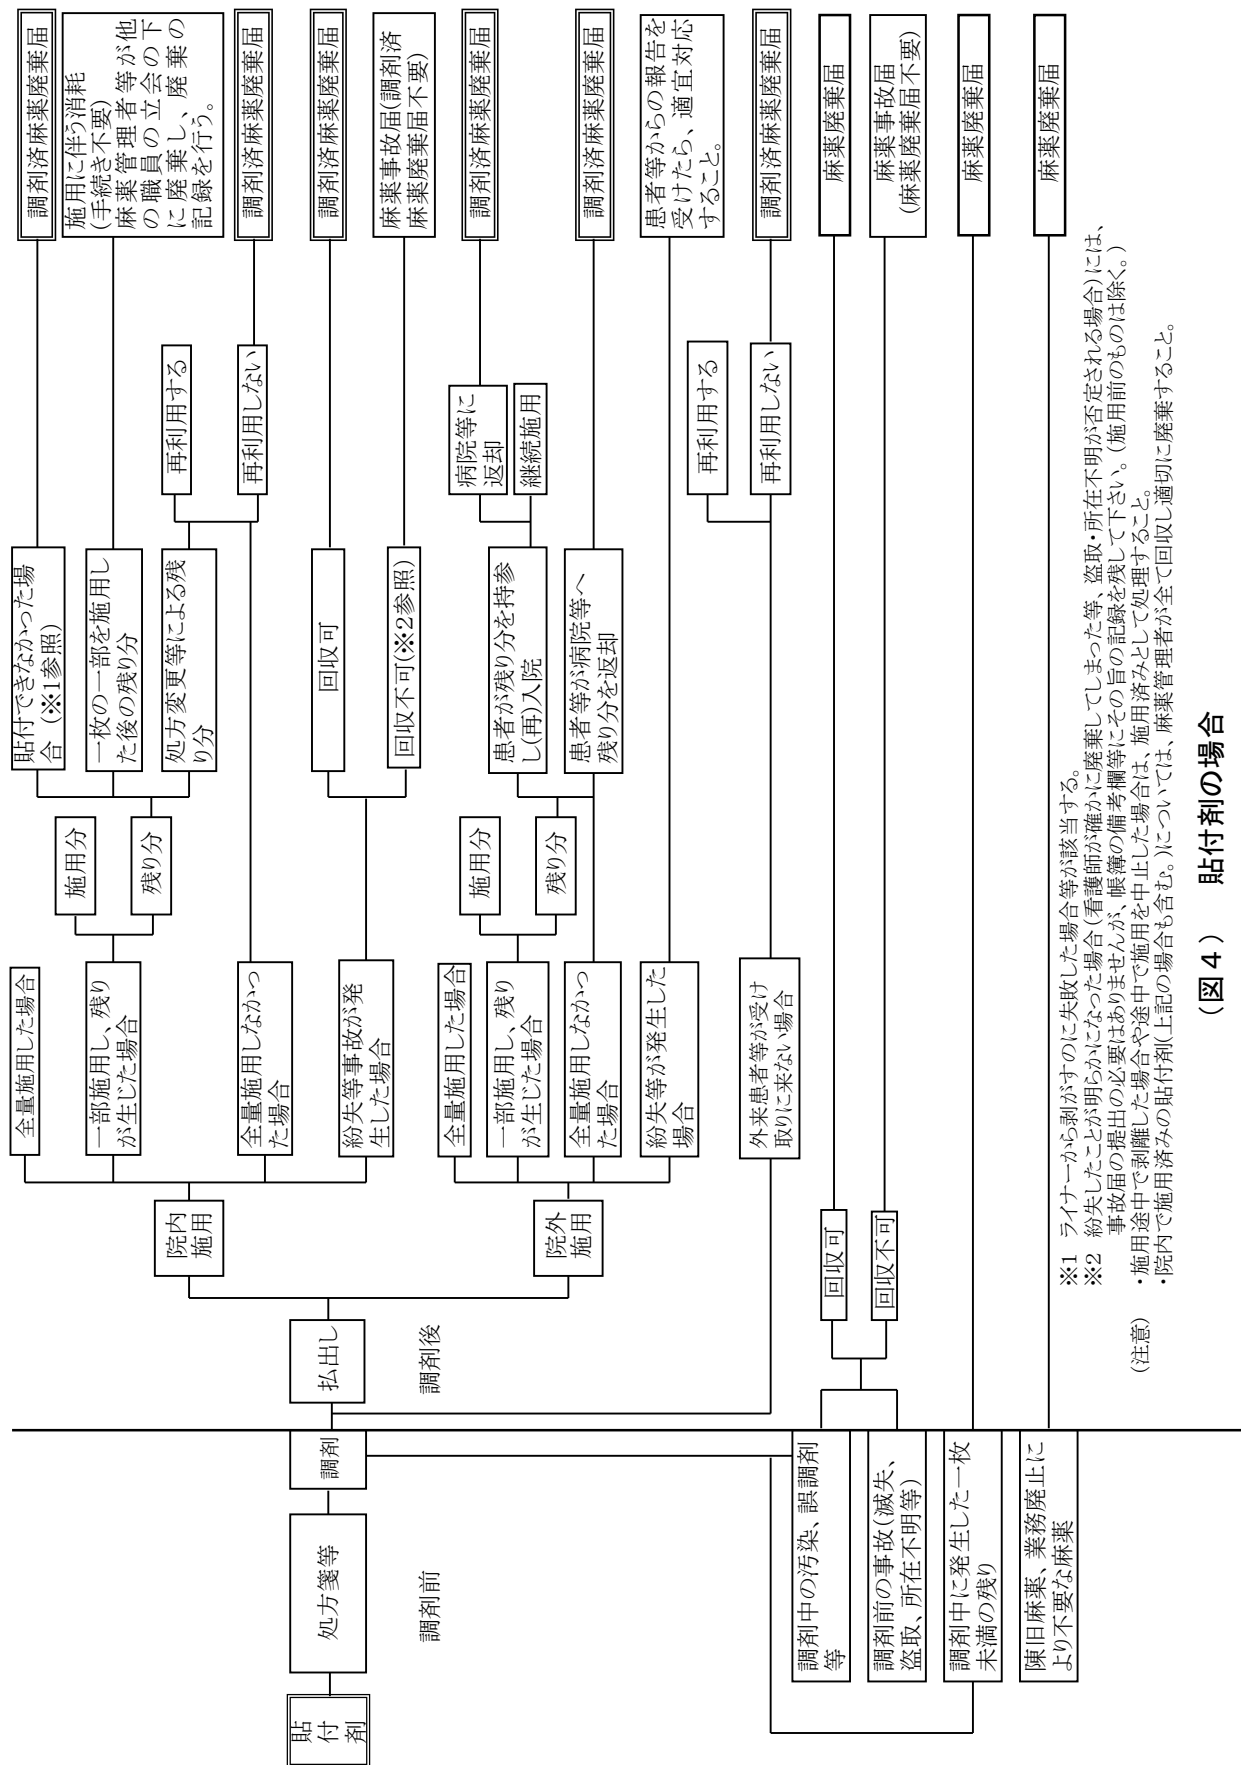 貼付剤
処方箋等
調剤前
調剤
払出し
調剤後
院内
施用
院外
施用
全量施用した場合
一部施用し、残り
が生じた場合
全量施用しなかっ
た場合
紛失等事故が発
生した場合
施用分
残り分
貼付できなかった場
合 (※1参照)
一枚の一部を施用し
た後の残り分
処方変更等による残
り分
再利用する
再利用しない
回収可
回収不可(※2参照)
調剤済麻薬廃棄届
施用に伴う消耗
(手続き不要)
麻薬管理者等が他
の職員の立会の下
に廃棄し、廃棄の
記録を行う。
調剤済麻薬廃棄届
調剤済麻薬廃棄届
麻薬事故届(調剤済
麻薬廃棄届不要)
全量施用した場合
一部施用し、残り
が生じた場合
全量施用しなかっ
た場合
紛失等が発生した
場合
施用分
残り分
患者が残り分を持参
し(再)入院
患者等が病院等へ
残り分を返却
病院等に
返却
継続施用
調剤済麻薬廃棄届
調剤済麻薬廃棄届
患者等からの報告を
受けたら、適宜対応
すること。
外来患者等が受け
取りに来ない場合
再利用する
再利用しない
調剤済麻薬廃棄届
調剤中の汚染、誤調剤
等
調剤前の事故(滅失、
盗取、所在不明等)
調剤中に発生した一枚
未満の残り
陳旧麻薬、業務廃止に
より不要な麻薬
回収可
回収不可
麻薬廃棄届
麻薬事故届
(麻薬廃棄届不要)
麻薬廃棄届
麻薬廃棄届
※1 ライナーから剥がすのに失敗した場合等が該当する。
※2 紛失したことが明らかになった場合(看護師が確かに廃棄してしまった等、盗取・所在不明が否定される場合)には、
事故届の提出の必要はありませんが、帳簿の備考欄等にその旨の記録を残して下さい。(施用前のものは除く。)
(注意) ・施用途中で剥離した場合や途中で施用を中止した場合は、施用済みとして処理すること。
・院内で施用済みの貼付剤(上記の場合も含む。)については、麻薬管理者が全て回収し適切に廃棄すること。
(図4) 貼付剤の場合